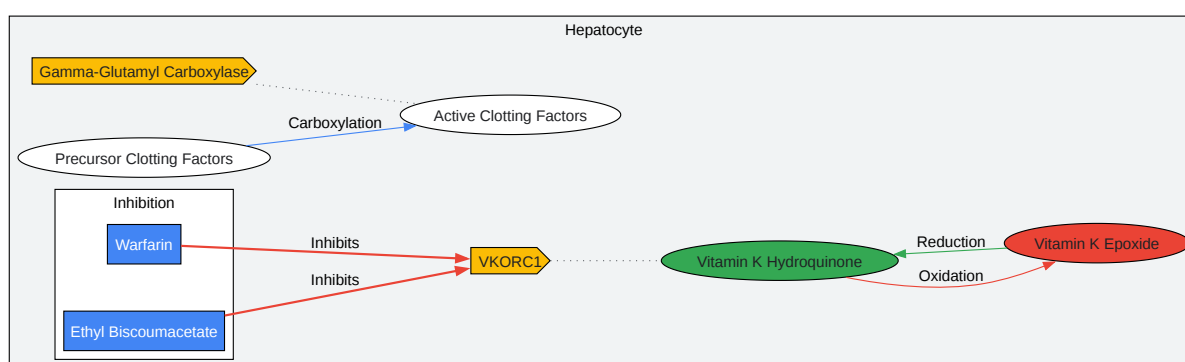 Hepatocyte
Gamma-Glutamyl Carboxylase
Active Clotting Factors
Carboxylation
Precursor Clotting Factors
Inhibition
Warfarin
Inhibits
VKORC1
Inhibits
Ethyl Biscoumacetate
Vitamin K Hydroquinone
Reduction
Oxidation
Vitamin K Epoxide